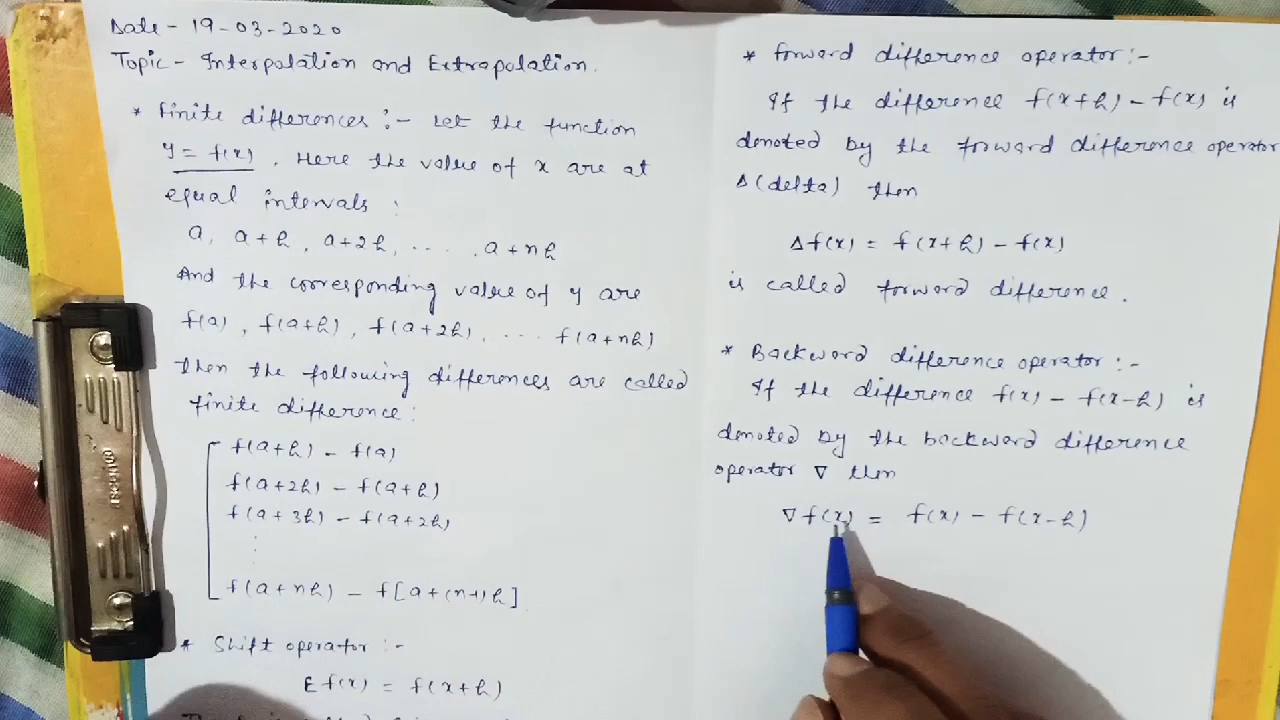 Date - 19-03-2020
Topic - Interpolation and Extrapolation.
* Finite differences :- Let the function
y = f(x) . Here the value of x are at
equal intervals :
a, a+h, a+2h, ..... , a+nh
And the corresponding value of y are
f(a), f(a+h), f(a+2h), .... f(a+nh)
then the following differences are called
finite difference:
f(a+h) - f(a)
f(a+2h) - f(a+h)
f(a+3h) - f(a+2h)
⋮
f(a+nh) - f[a+(n-1)h]
* Shift operator :-
E f(x) = f(x+h)
* Forward difference operator :-
If the difference f(x+h) - f(x) is
denoted by the forward difference operator
Δ (delta) then
Δ f(x) = f(x+h) - f(x)
is called forward difference.
* Backward difference operator :-
If the difference f(x) - f(x-h) is
denoted by the backward difference
operator ∇ then
∇ f(x) = f(x) - f(x-h)